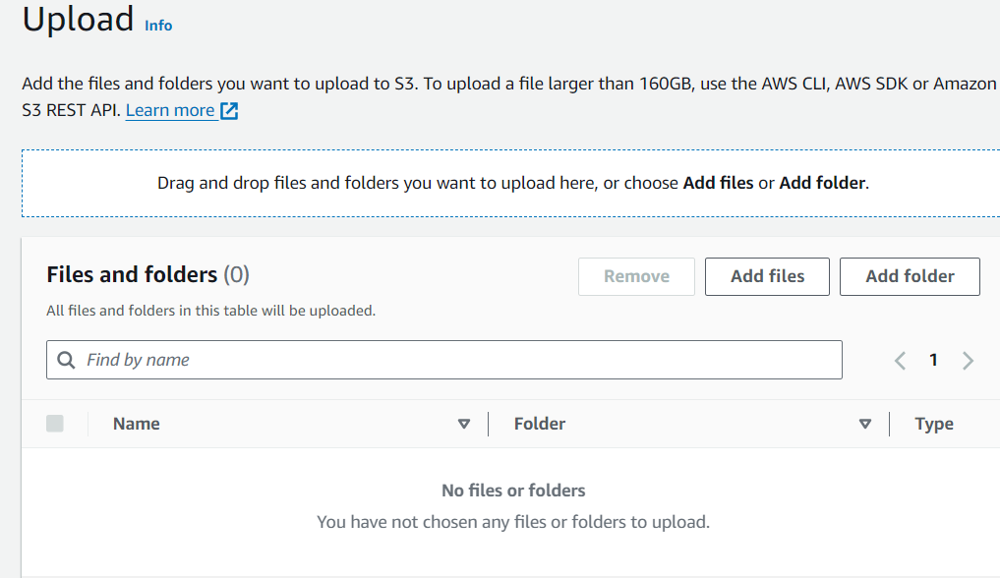 Upload Info
Add the files and folders you want to upload to S3. To upload a file larger than 160GB, use the AWS CLI, AWS SDK or Amazon
S3 REST API. Learn more
Drag and drop files and folders you want to upload here, or choose Add files or Add folder.
Files and folders (0)
Remove
Add files
Add folder
All files and folders in this table will be uploaded.
Find by name
1
Name
Folder
Type
No files or folders
You have not chosen any files or folders to upload.